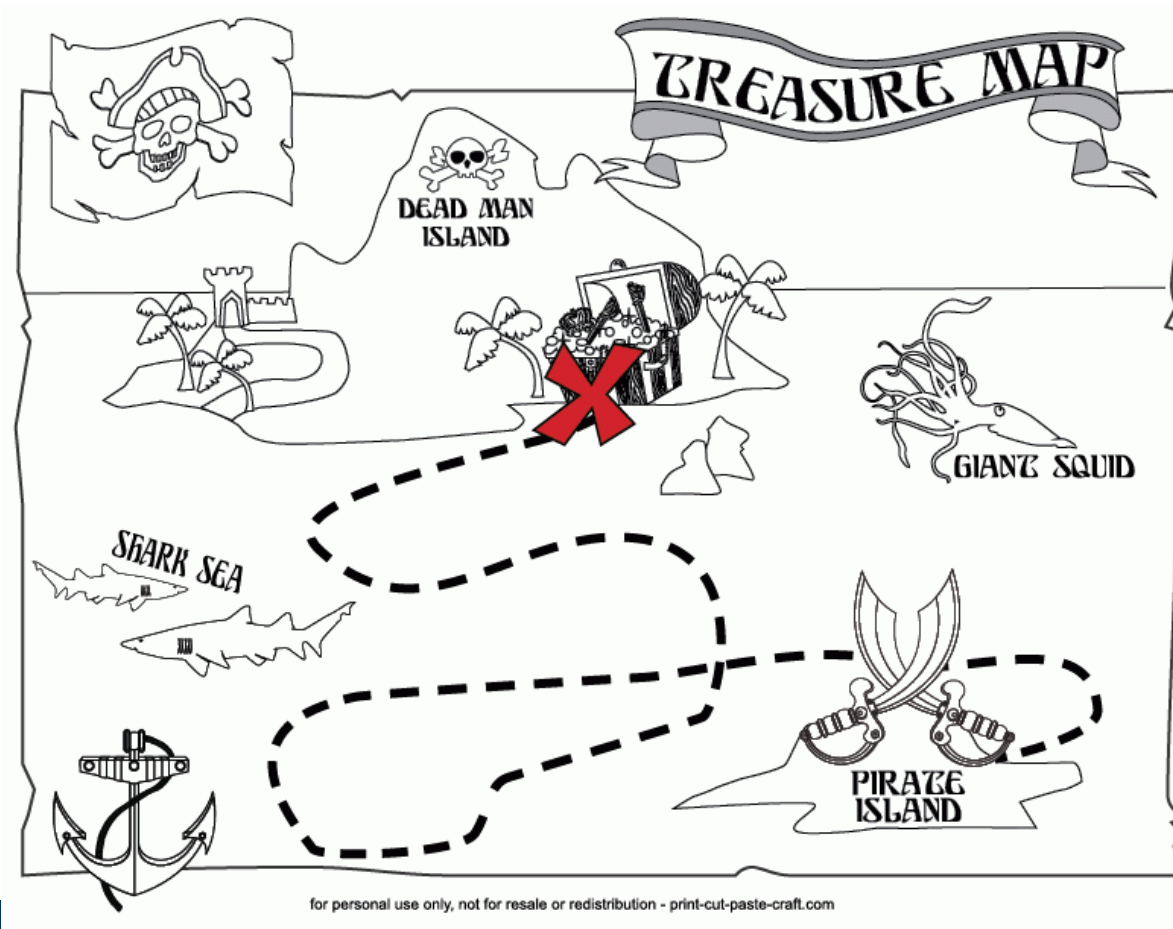 TREASURE MAP
DEAD MAN
ISLAND
GIANT SQUID
SHARK SEA
PIRATE
ISLAND
for personal use only, not for resale or redistribution - print-cut-paste-craft.com